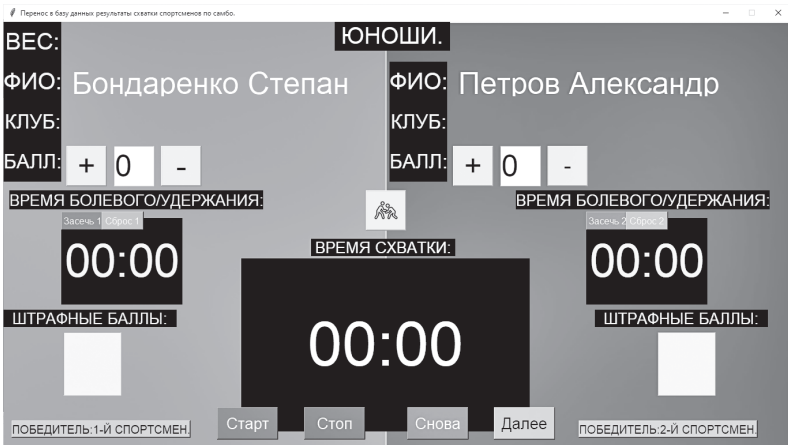 Перенос в базу данных результаты схватки спортсменов по самбо.
ЮНОШИ.
ВЕС:
ФИО: Бондаренко Степан
ФИО: Петров Александр
КЛУБ:
КЛУБ:
БАЛЛ: + 0 -
БАЛЛ: + 0 -
ВРЕМЯ БОЛЕВОГО/УДЕРЖАНИЯ:
ВРЕМЯ БОЛЕВОГО/УДЕРЖАНИЯ:
Засечь 1 Сброс 1
Засечь 2 Сброс 2
00:00
00:00
ВРЕМЯ СХВАТКИ:
00:00
ШТРАФНЫЕ БАЛЛЫ:
ШТРАФНЫЕ БАЛЛЫ:
ПОБЕДИТЕЛЬ:1-Й СПОРТСМЕН.
Старт Стоп Снова Далее
ПОБЕДИТЕЛЬ:2-Й СПОРТСМЕН.